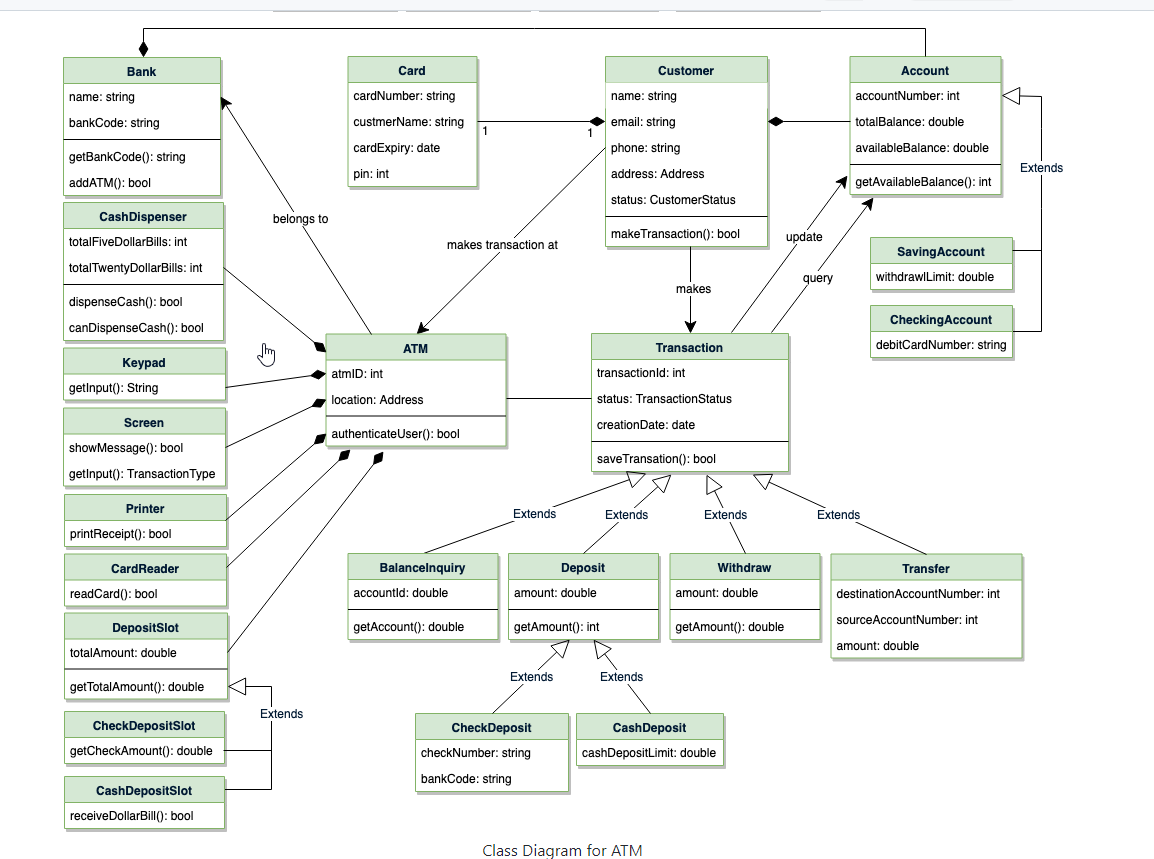 Bank
name: string
bankCode: string
getBankCode(): string
addATM(): bool
Card
cardNumber: string
custmerName: string
cardExpiry: date
pin: int
1
1
Customer
name: string
email: string
phone: string
address: Address
status: CustomerStatus
makeTransaction(): bool
Account
accountNumber: int
totalBalance: double
availableBalance: double
getAvailableBalance(): int
Extends
SavingAccount
withdrawlLimit: double
CheckingAccount
debitCardNumber: string
belongs to
makes transaction at
makes
update
query
CashDispenser
totalFiveDollarBills: int
totalTwentyDollarBills: int
dispenseCash(): bool
canDispenseCash(): bool
Keypad
getInput(): String
Screen
showMessage(): bool
getInput(): TransactionType
Printer
printReceipt(): bool
CardReader
readCard(): bool
DepositSlot
totalAmount: double
getTotalAmount(): double
Extends
CheckDepositSlot
getCheckAmount(): double
CashDepositSlot
receiveDollarBill(): bool
ATM
atmID: int
location: Address
authenticateUser(): bool
Transaction
transactionId: int
status: TransactionStatus
creationDate: date
saveTransation(): bool
Extends
Extends
Extends
Extends
BalanceInquiry
accountId: double
getAccount(): double
Deposit
amount: double
getAmount(): int
Withdraw
amount: double
getAmount(): double
Transfer
destinationAccountNumber: int
sourceAccountNumber: int
amount: double
Extends
Extends
CheckDeposit
checkNumber: string
bankCode: string
CashDeposit
cashDepositLimit: double
Class Diagram for ATM